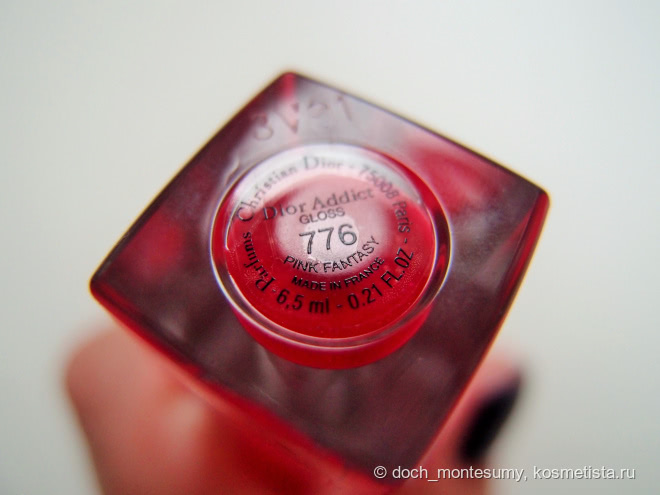 3V01
Parfums Christian Dior - 75008 Paris -
Dior Addict
GLOSS
776
PINK FANTASY
MADE IN FRANCE
6,5 ml - 0.21 FL.OZ
© doch_montesumy, kosmetista.ru